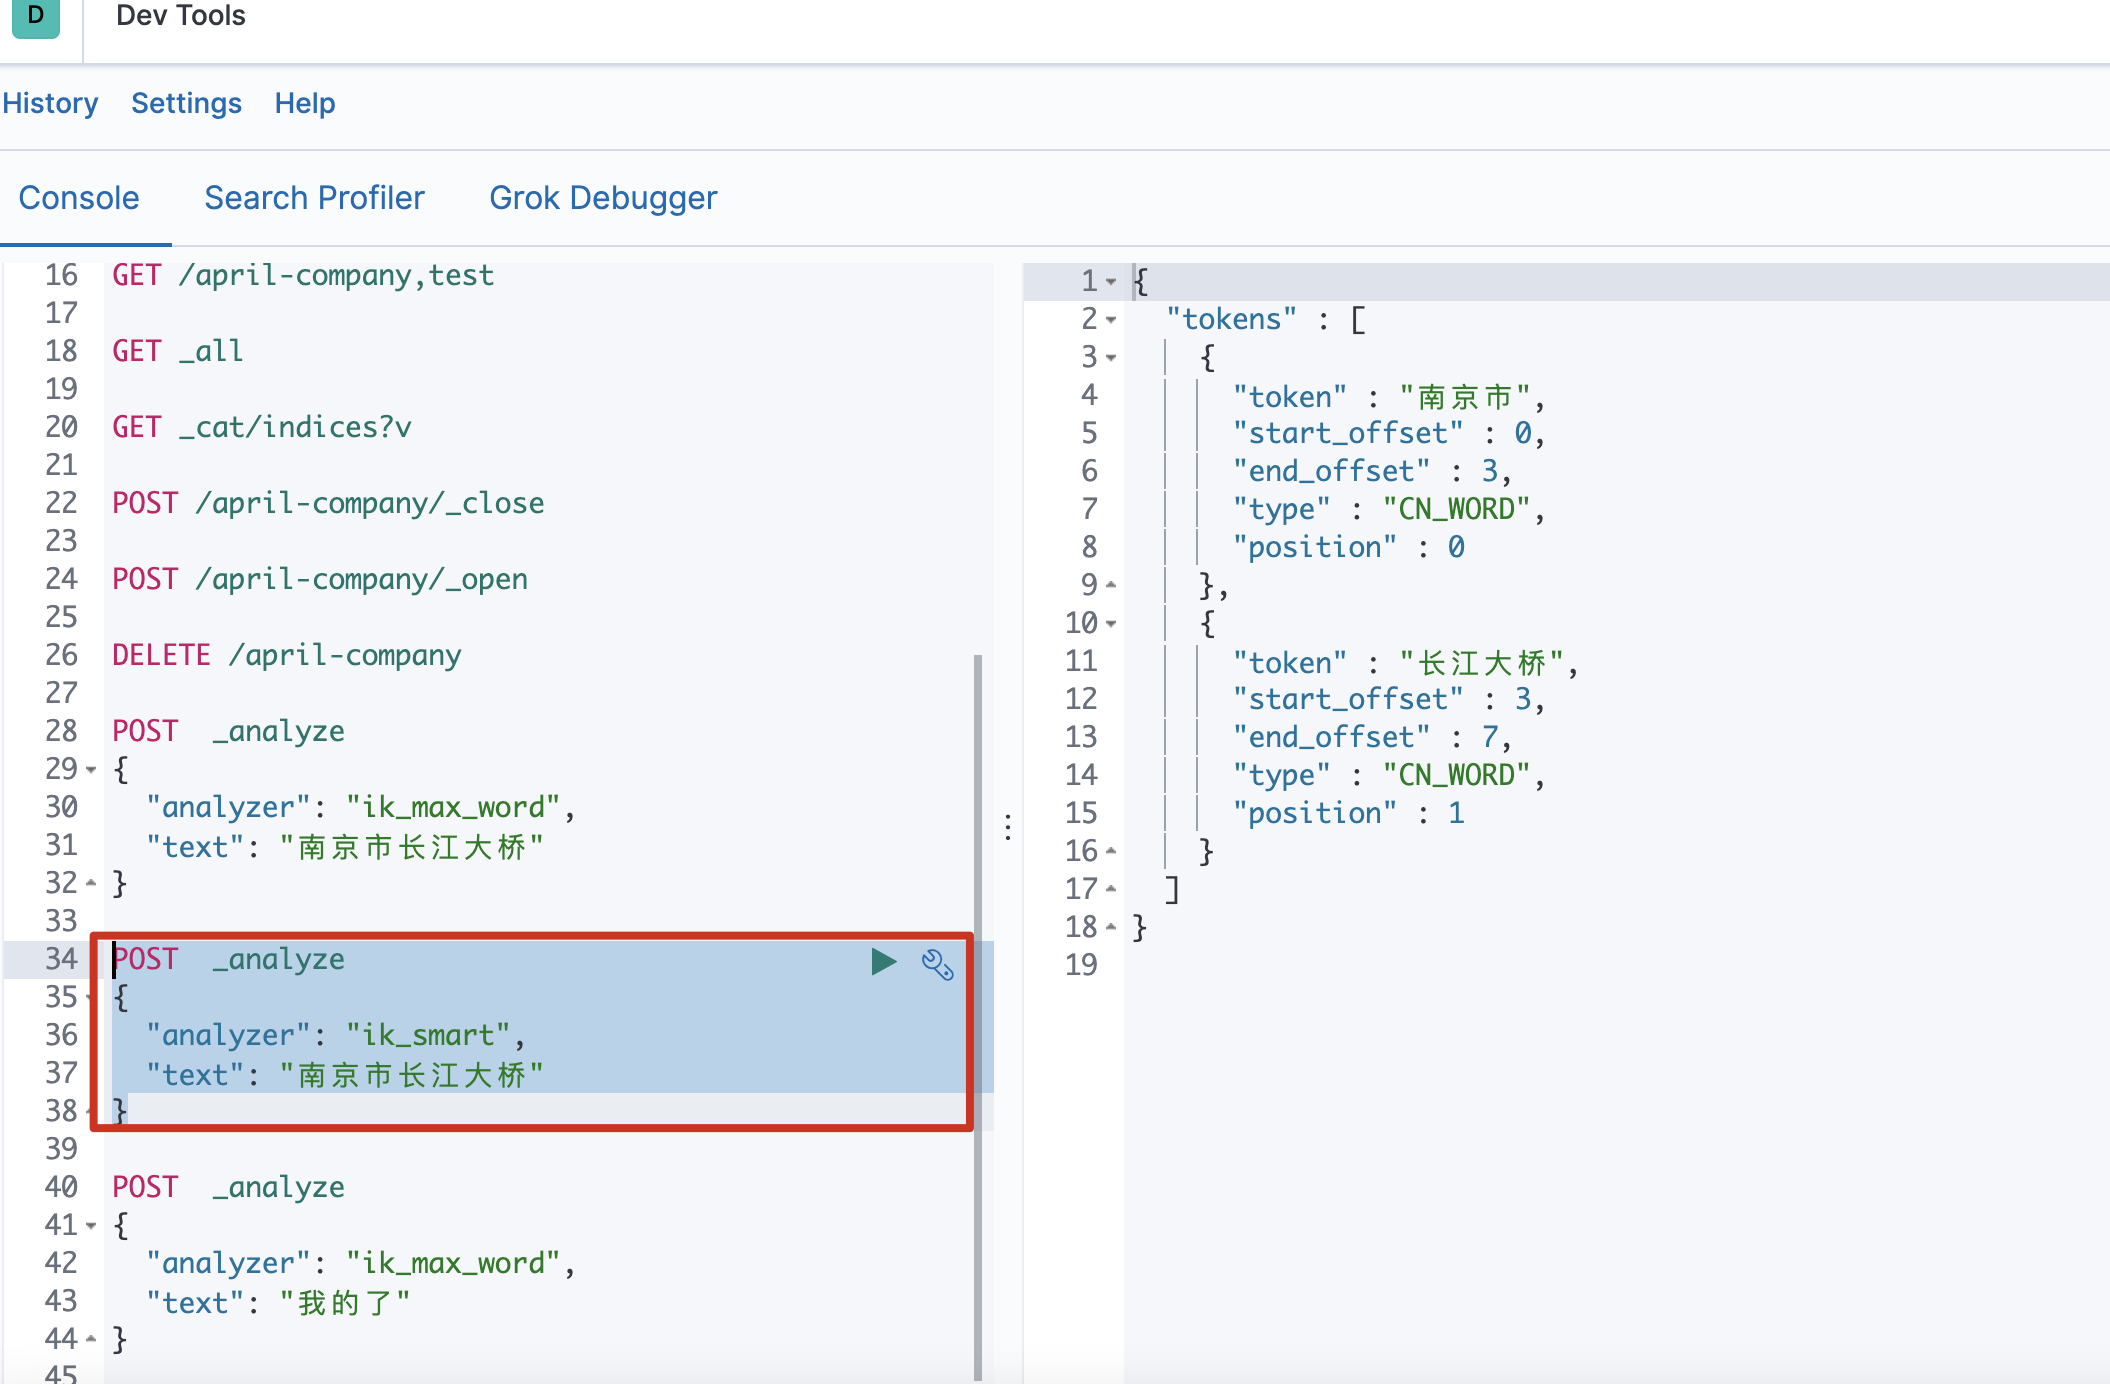 D
Dev Tools
History Settings Help
Console Search Profiler Grok Debugger
16 GET /april-company,test
17
18 GET _all
19
20 GET _cat/indices?v
21
22 POST /april-company/_close
23
24 POST /april-company/_open
25
26 DELETE /april-company
27
28 POST  _analyze
29 {
30   "analyzer": "ik_max_word",
31   "text": "南京市长江大桥"
32 }
33
34 POST  _analyze
35 {
36   "analyzer": "ik_smart",
37   "text": "南京市长江大桥"
38 }
39
40 POST  _analyze
41 {
42   "analyzer": "ik_max_word",
43   "text": "我的了"
44 }
45
1 {
2   "tokens" : [
3     {
4       "token" : "南京市",
5       "start_offset" : 0,
6       "end_offset" : 3,
7       "type" : "CN_WORD",
8       "position" : 0
9     },
10     {
11       "token" : "长江大桥",
12       "start_offset" : 3,
13       "end_offset" : 7,
14       "type" : "CN_WORD",
15       "position" : 1
16     }
17   ]
18 }
19